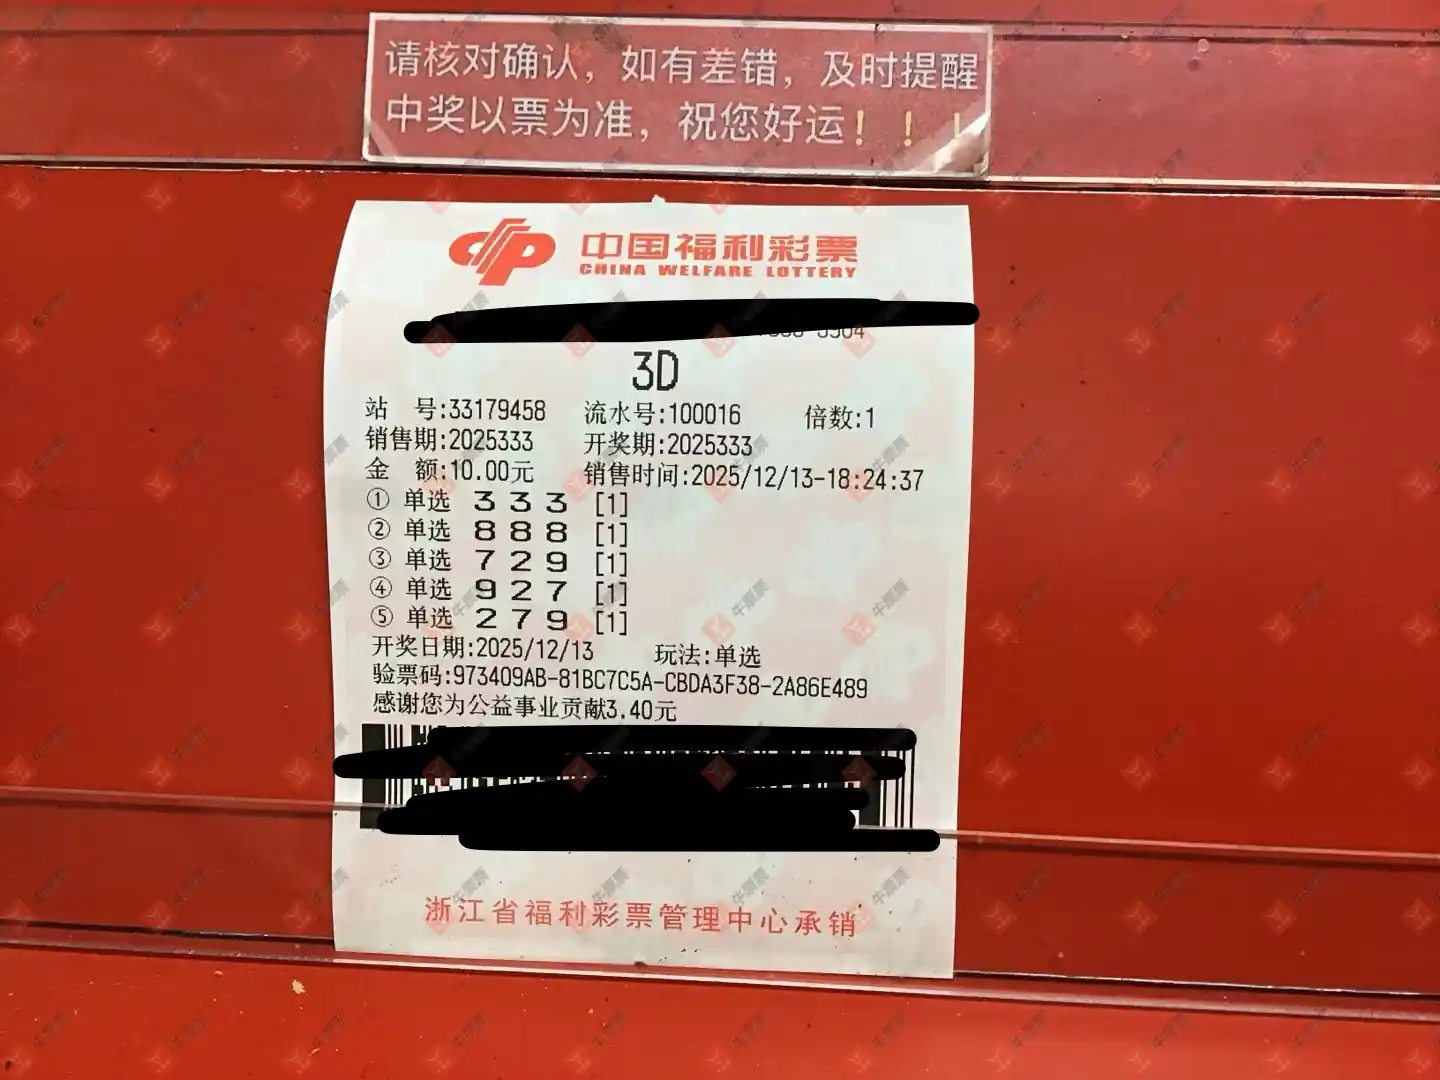 请核对确认，如有差错，及时提醒
中奖以票为准，祝您好运！！！
中国福利彩票
CHINA WELFARE LOTTERY
3D
站 号:33179458 流水号:100016 倍数:1
销售期:2025333 开奖期:2025333
金 额:10.00元 销售时间:2025/12/13-18:24:37
① 单选 3 3 3 [1]
② 单选 8 8 8 [1]
③ 单选 7 2 9 [1]
④ 单选 9 2 7 [1]
⑤ 单选 2 7 9 [1]
开奖日期:2025/12/13 玩法:单选
验票码:973409AB-81BC7C5A-CBDA3F38-2A86E489
感谢您为公益事业贡献3.40元
浙江省福利彩票管理中心承销
牛票票